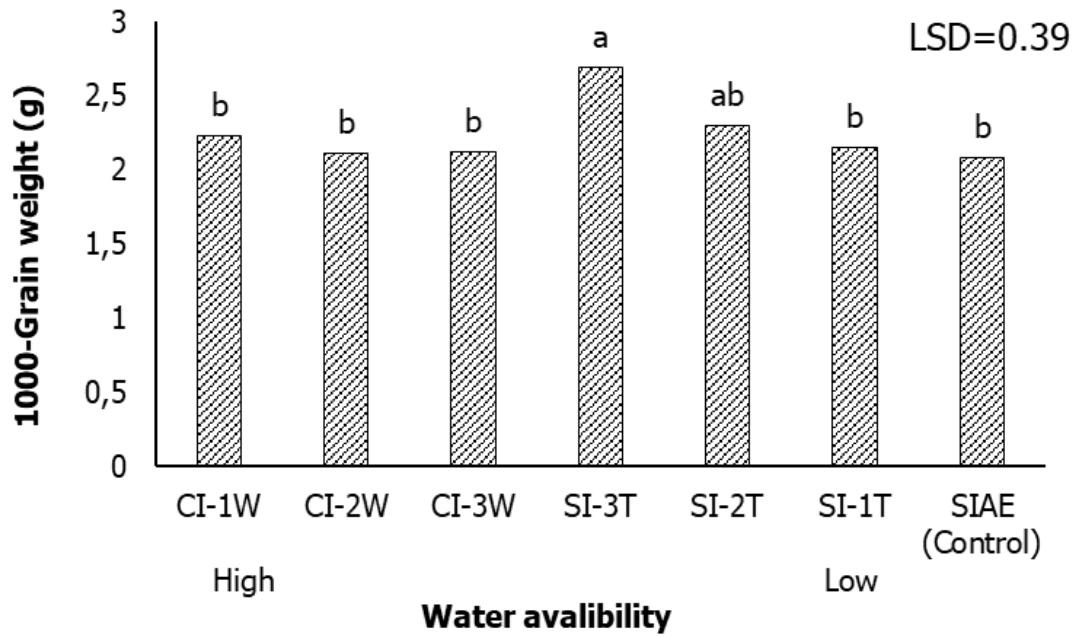 3
2,5
2
1,5
1
0,5
0
1000-Grain weight (g)
LSD=0.39
b
b
b
a
ab
b
b
CI-1W
CI-2W
CI-3W
SI-3T
SI-2T
SI-1T
SIAE
(Control)
High
Low
Water avalibility